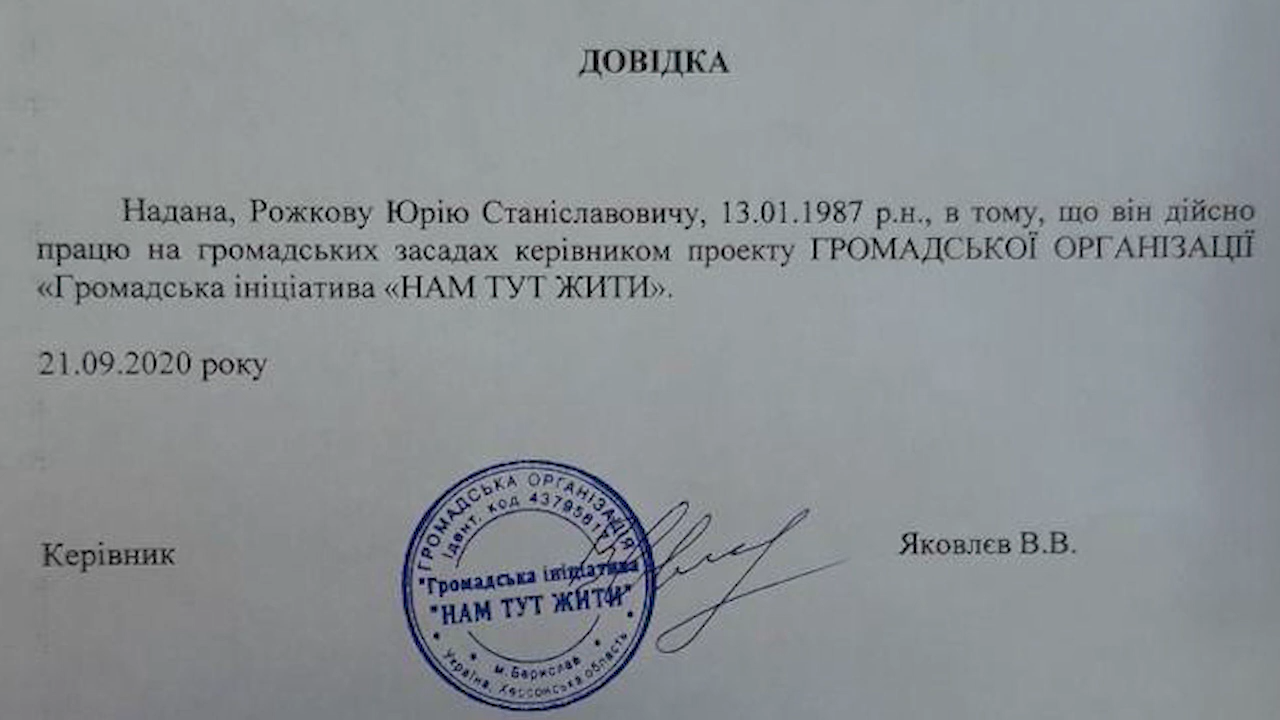 ДОВІДКА
Надана, Рожкову Юрію Станіславовичу, 13.01.1987 р.н., в тому, що він дійсно
працю на громадських засадах керівником проекту ГРОМАДСЬКОЇ ОРГАНІЗАЦІЇ
«Громадська ініціатива «НАМ ТУТ ЖИТИ».
21.09.2020 року
Керівник
ГРОМАДСЬКА ОРГАНІЗАЦІЯ
Ідент. код 43795817
"Громадська ініціатива
"НАМ ТУТ ЖИТИ"
м.Берислав
Україна, Херсонська область
Яковлєв В.В.